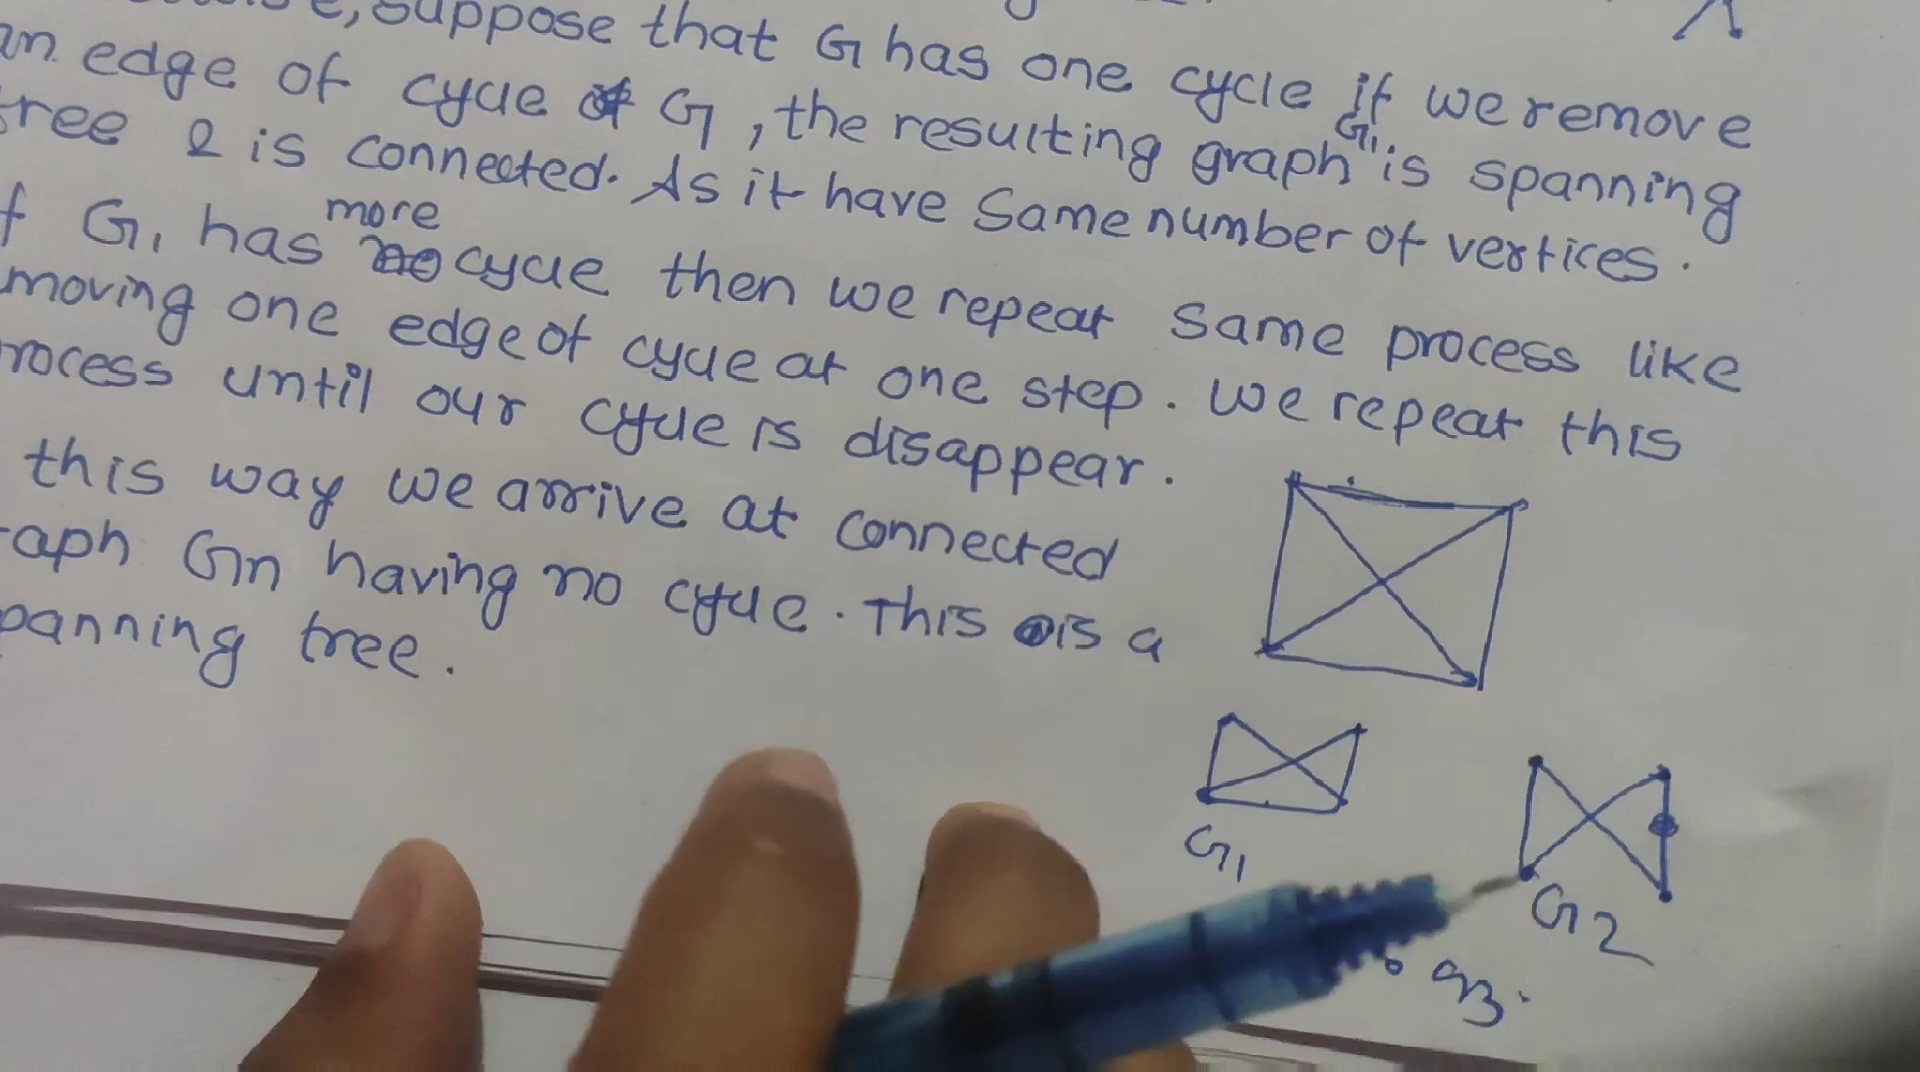 suppose that G has one cycle if we remove
an edge of cycle of G, the resulting graph G1 is spanning
tree & is connected. As it have same number of vertices.
f G1 has more cycle then we repeat same process like
moving one edge of cycle at one step. we repeat this
rocess until our cycle is disappear.
this way we arrive at connected
raph Gn having no cycle. This is a
panning tree.
G1
G2
G3.